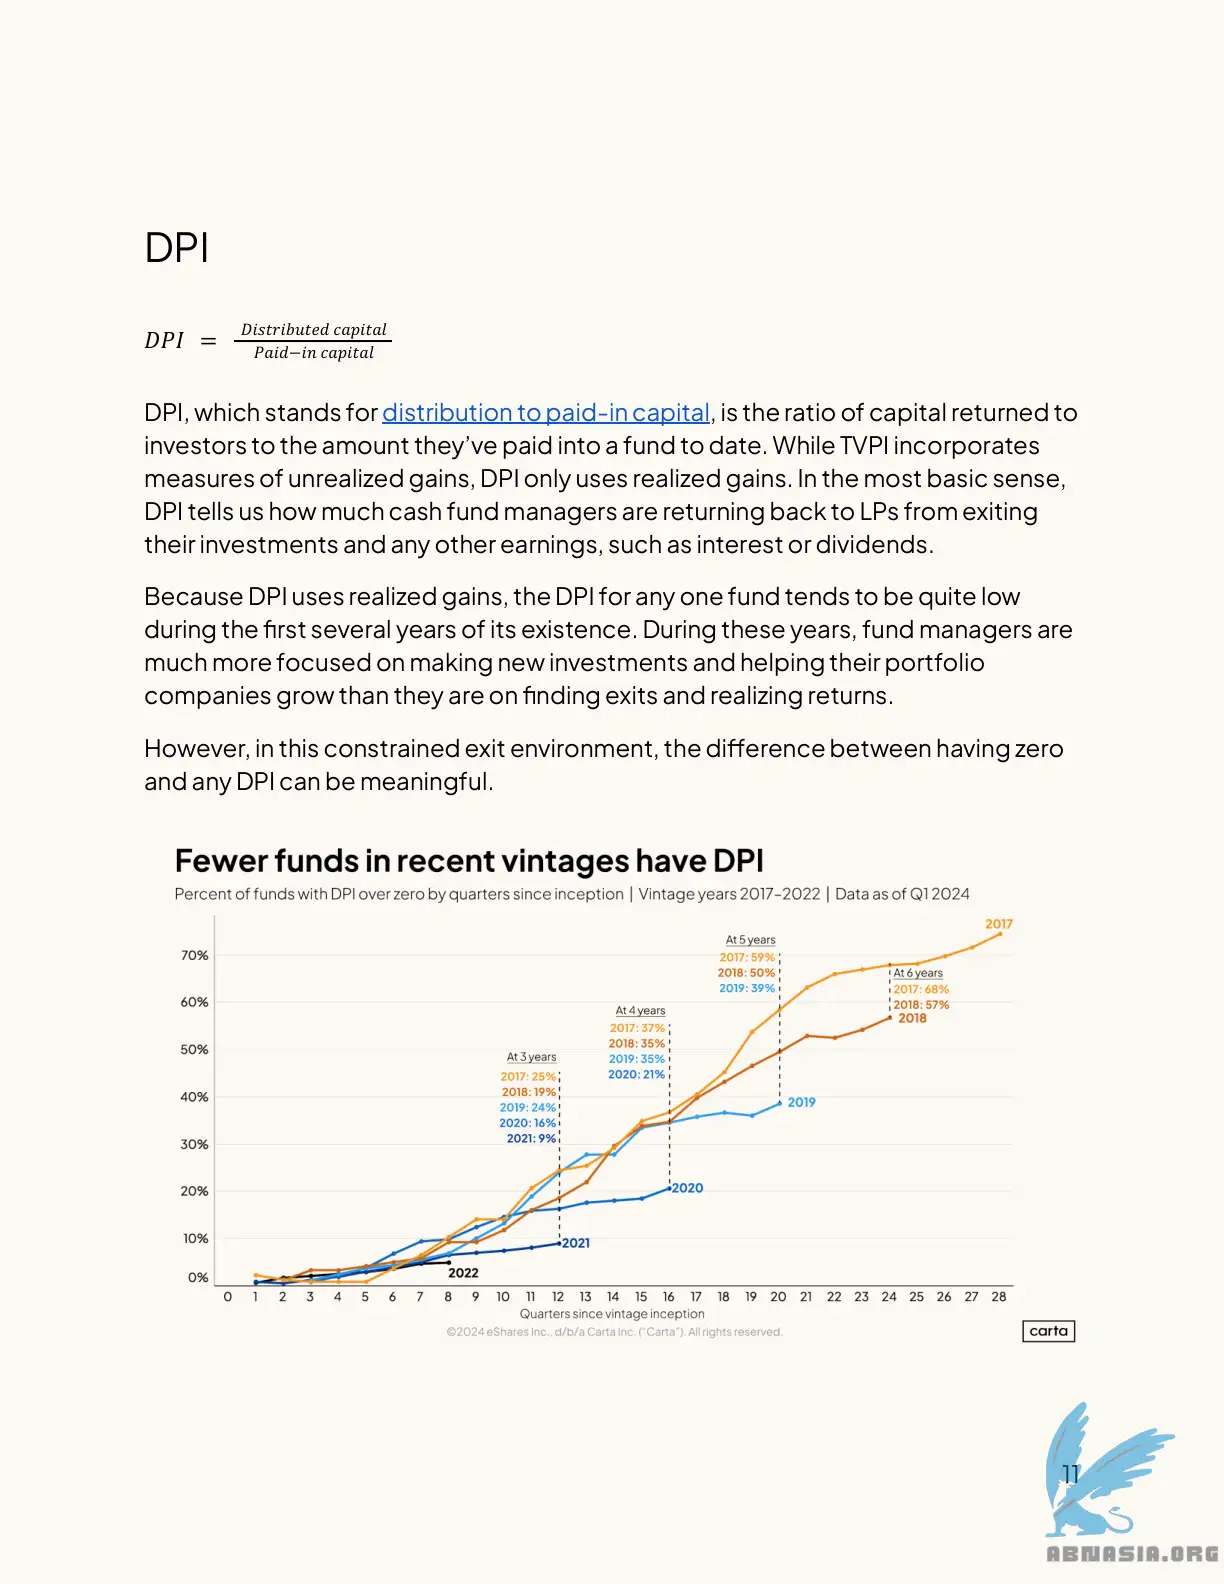 DPI
DPI = Distributed capital
Paid−in capital
DPI, which stands for distribution to paid-in capital, is the ratio of capital returned to
investors to the amount they’ve paid into a fund to date. While TVPI incorporates
measures of unrealized gains, DPI only uses realized gains. In the most basic sense,
DPI tells us how much cash fund managers are returning back to LPs from exiting
their investments and any other earnings, such as interest or dividends.
Because DPI uses realized gains, the DPI for any one fund tends to be quite low
during the first several years of its existence. During these years, fund managers are
much more focused on making new investments and helping their portfolio
companies grow than they are on finding exits and realizing returns.
However, in this constrained exit environment, the difference between having zero
and any DPI can be meaningful.
Fewer funds in recent vintages have DPI
Percent of funds with DPI over zero by quarters since inception | Vintage years 2017–2022 | Data as of Q1 2024
2017
At 5 years
2017: 59%
2018: 50%
2019: 39%
At 6 years
2017: 68%
2018: 57%
2018
At 4 years
2017: 37%
2018: 35%
2019: 35%
2020: 21%
At 3 years
2017: 25%
2018: 19%
2019: 24%
2020: 16%
2021: 9%
2019
2020
2021
2022
70%
60%
50%
40%
30%
20%
10%
0%
0 1 2 3 4 5 6 7 8 9 10 11 12 13 14 15 16 17 18 19 20 21 22 23 24 25 26 27 28
Quarters since vintage inception
©2024 eShares Inc., d/b/a Carta Inc. (“Carta”). All rights reserved.
carta
11
ABNASIA.ORG